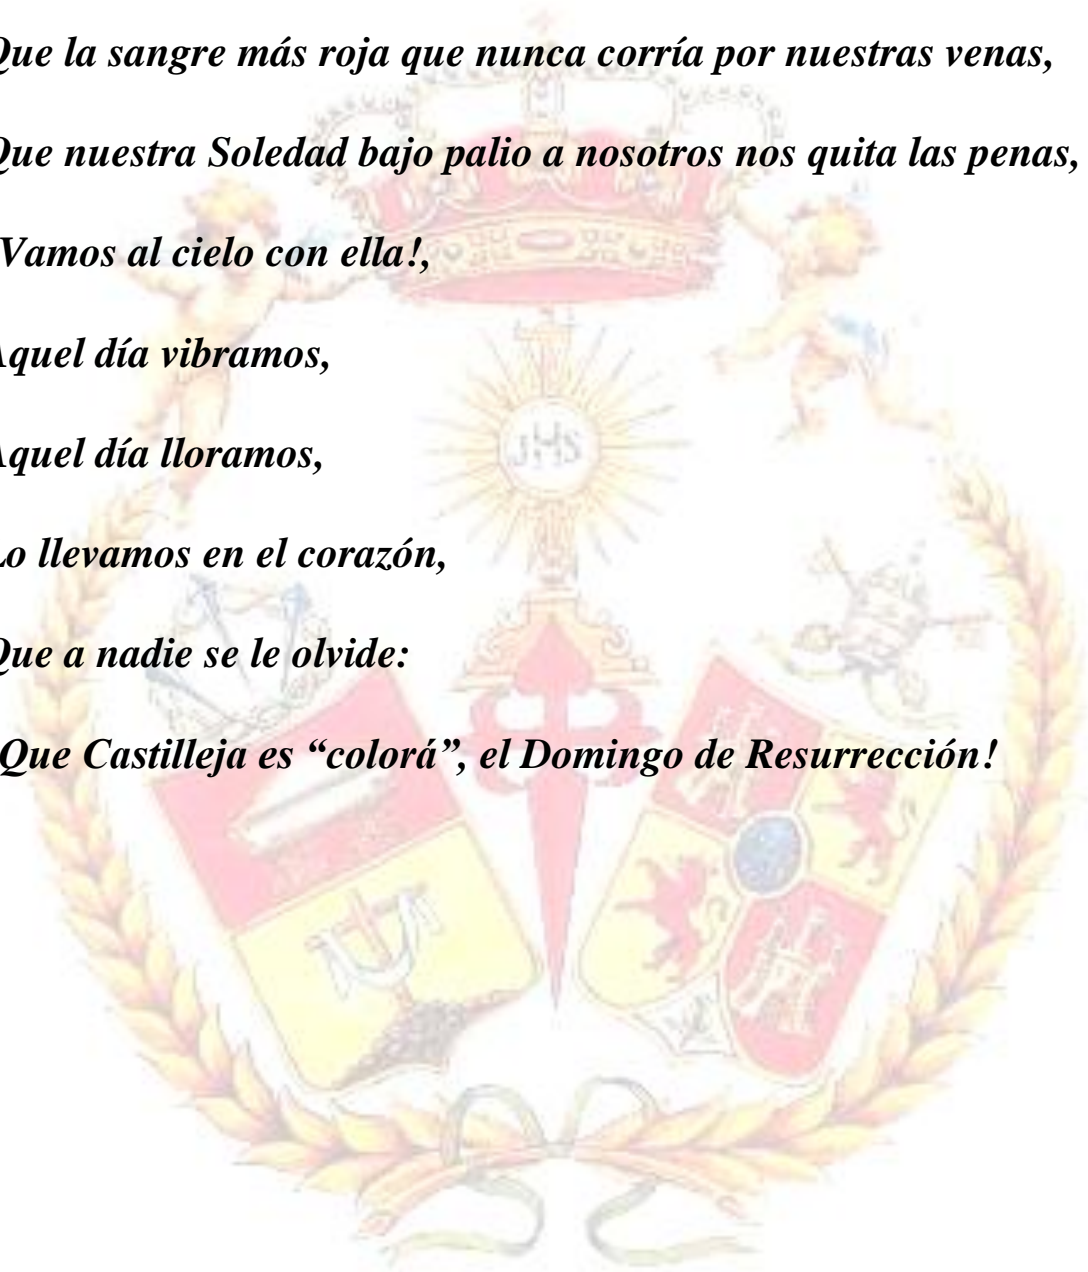 Que la sangre más roja que nunca corría por nuestras venas,
Que nuestra Soledad bajo palio a nosotros nos quita las penas,
Vamos al cielo con ella!,
Aquel día vibramos,
Aquel día lloramos,
JHS
Lo llevamos en el corazón,
Que a nadie se le olvide:
Que Castilleja es “colorá”, el Domingo de Resurrección!